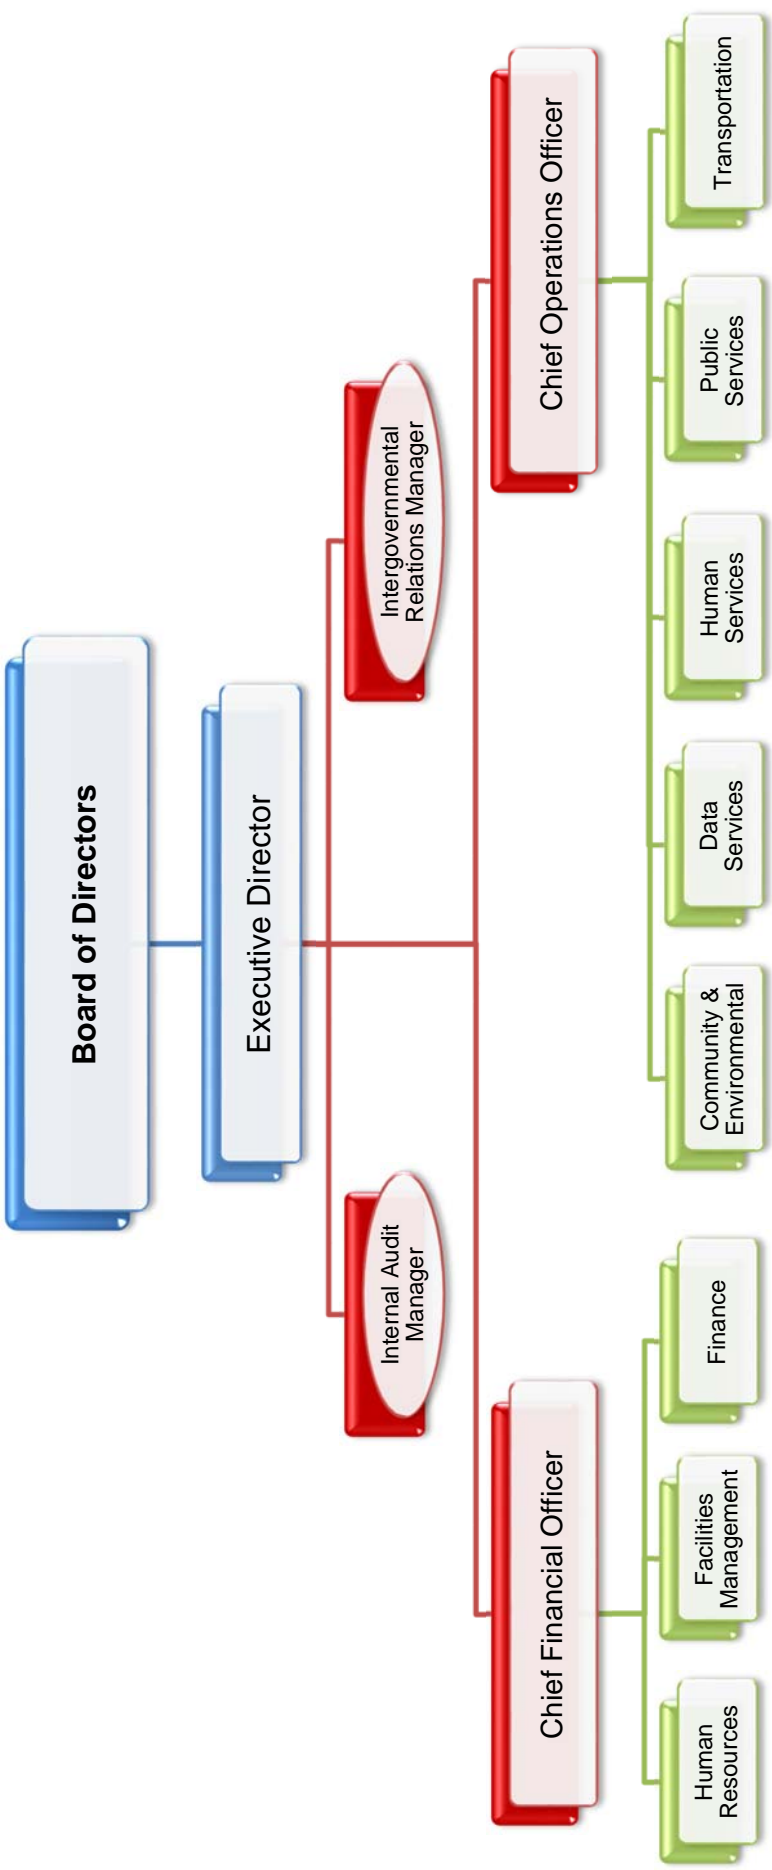 Board of Directors
Executive Director
Internal Audit
Manager
Intergovernmental
Relations Manager
Chief Financial Officer
Chief Operations Officer
Human
Resources
Facilities
Management
Finance
Community &
Environmental
Data
Services
Human
Services
Public
Services
Transportation